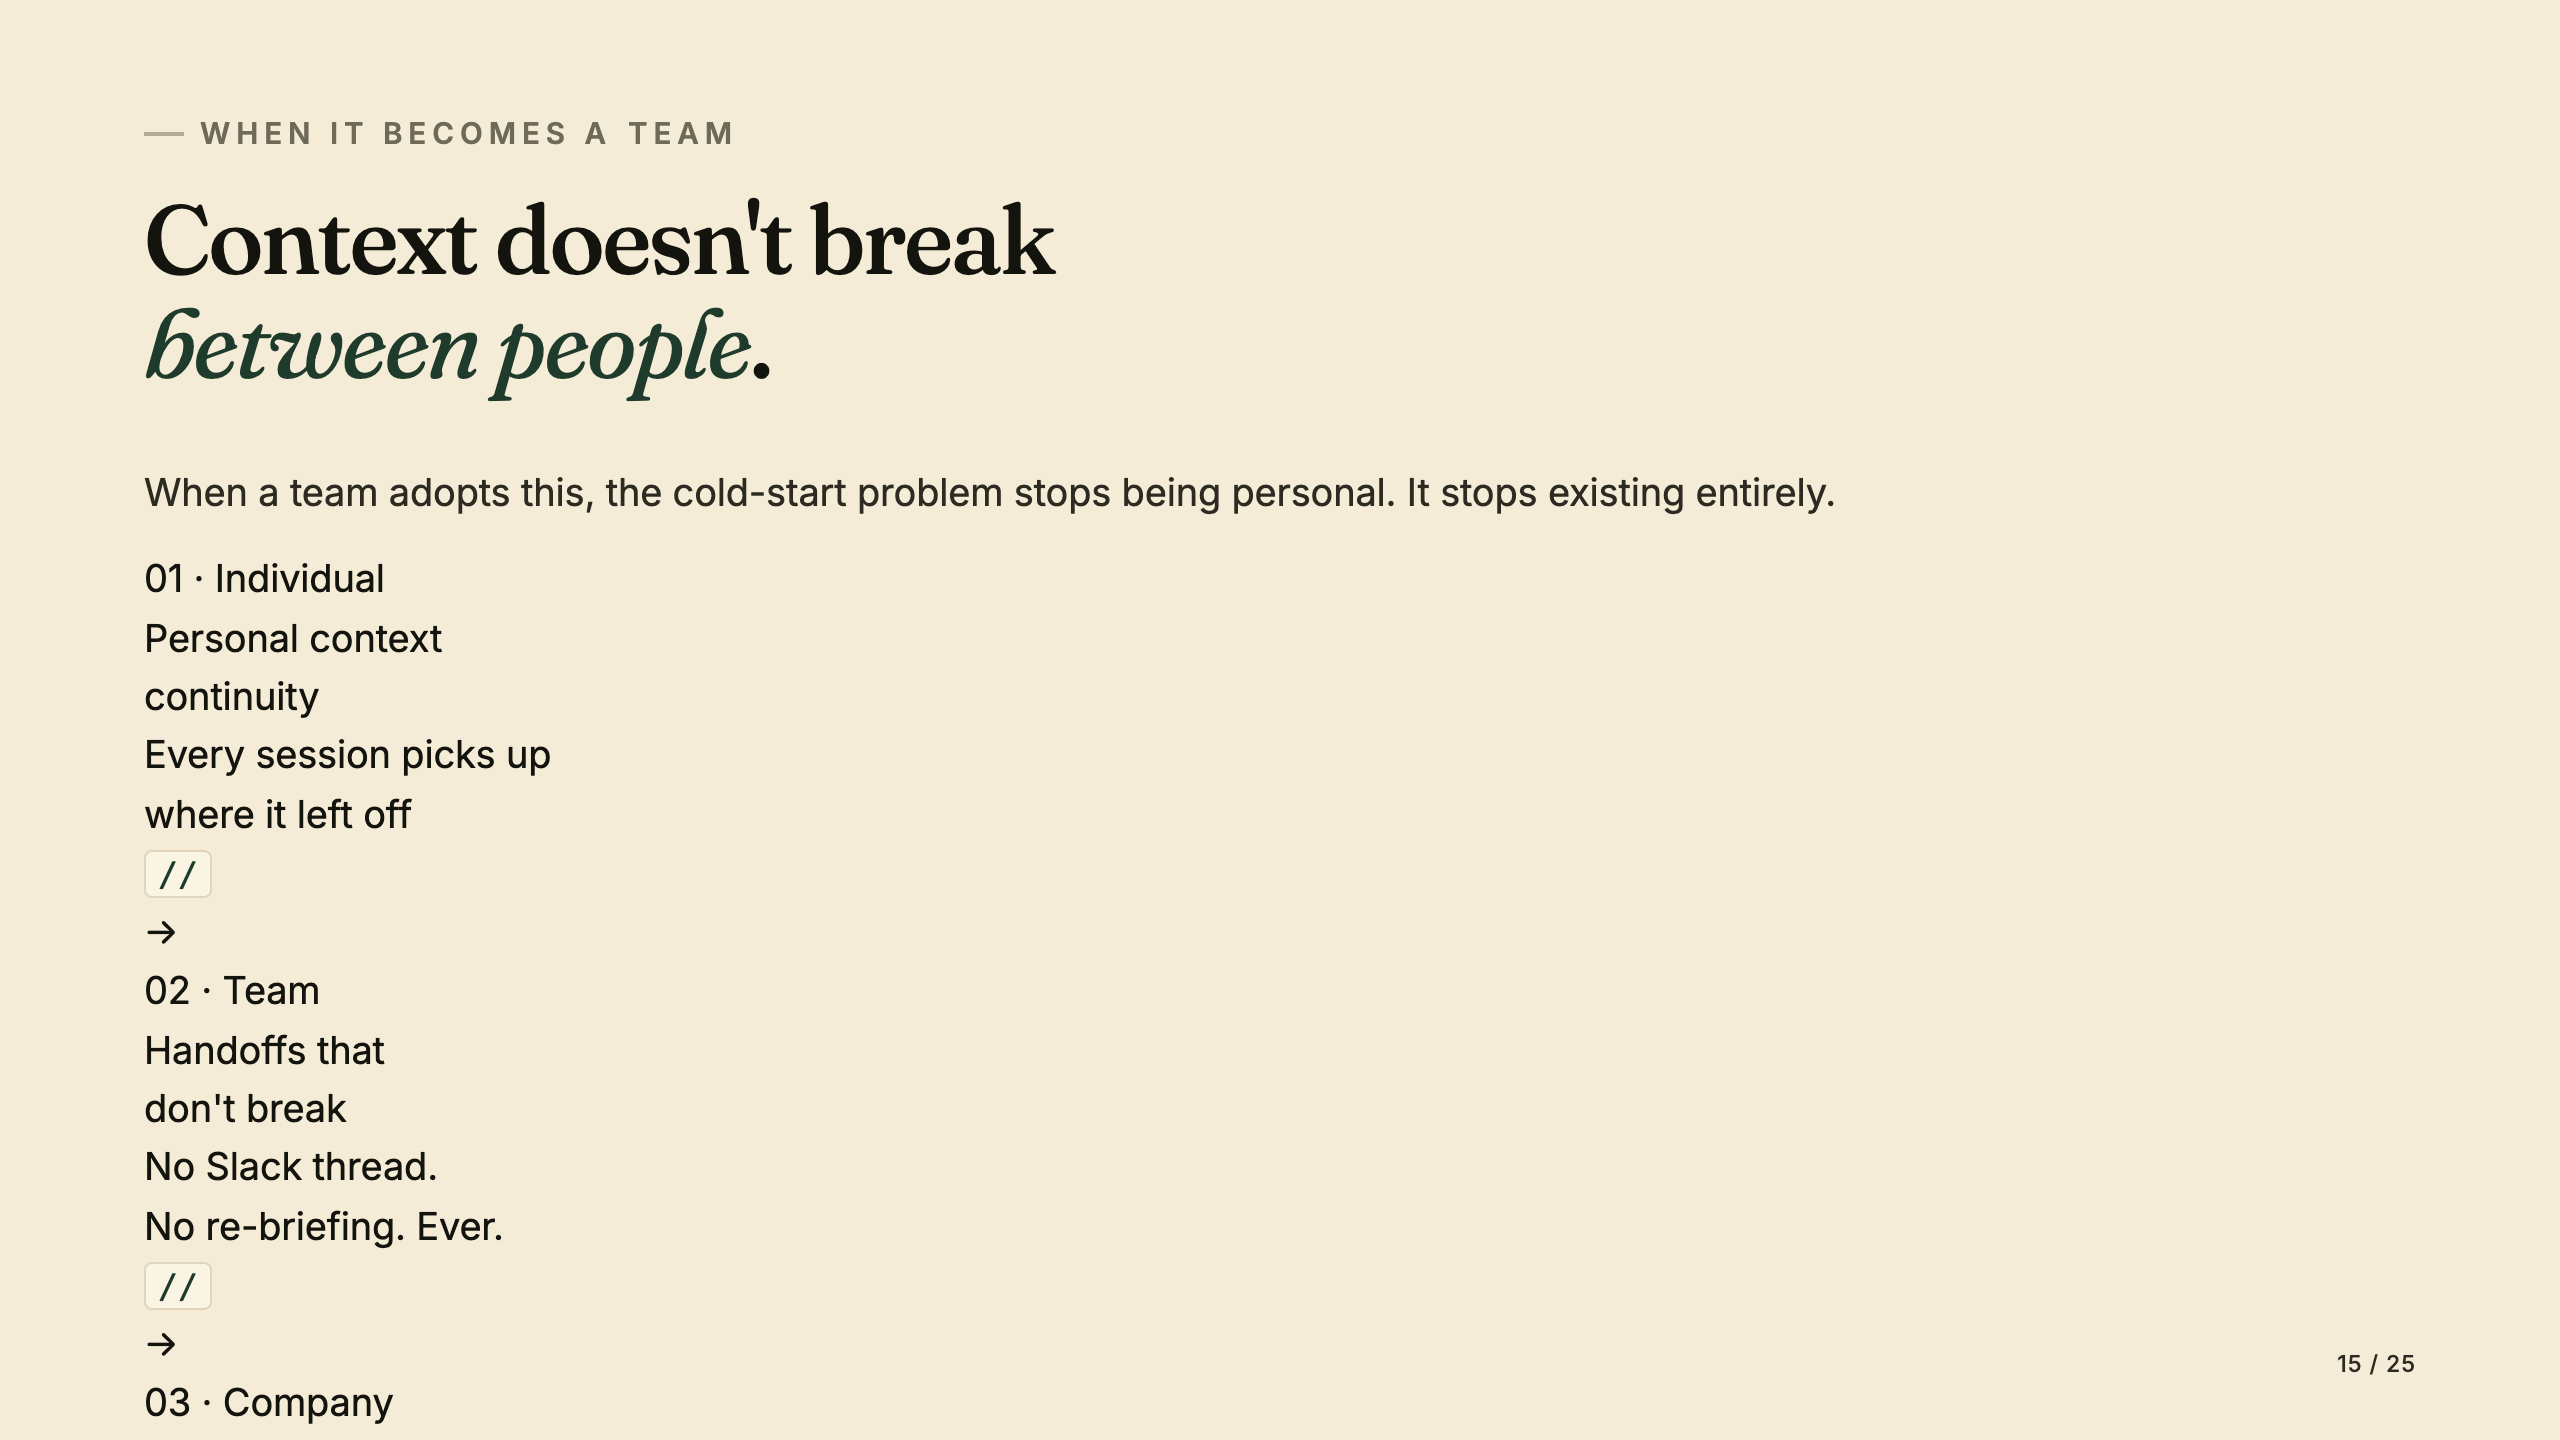 — WHEN IT BECOMES A TEAM
Context doesn't break
between people.
When a team adopts this, the cold-start problem stops being personal. It stops existing entirely.
01 · Individual
Personal context
continuity
Every session picks up
where it left off
//
→
02 · Team
Handoffs that
don't break
No Slack thread.
No re-briefing. Ever.
//
→
03 · Company
15 / 25